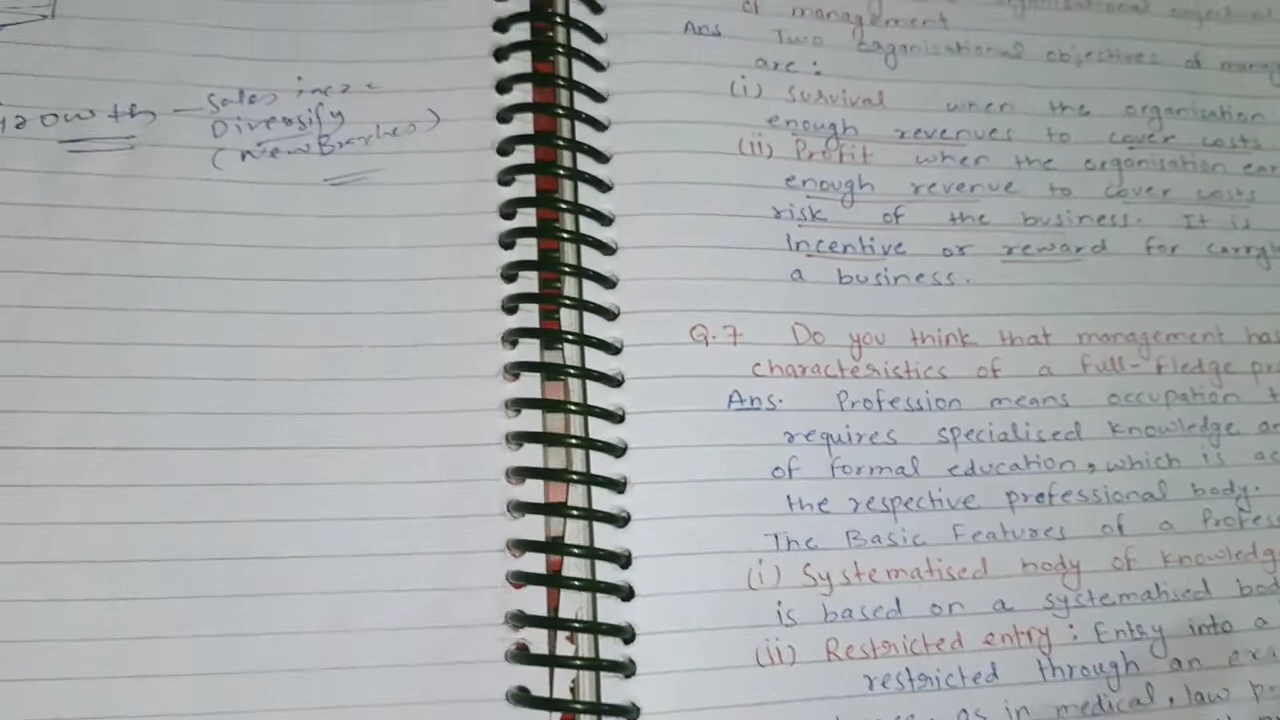 Growth - Sales incr.
Diversify
(New Branches)
of management
Ans Two organisational objectives of
are:
(i) Survival when the organisation
enough revenues to cover costs
(ii) Profit when the organisation
enough revenue to cover costs
risk of the business. It is
Incentive or reward for
a business.
Q.7 Do you think that management has
characteristics of a full-fledge
Ans. Profession means occupation
requires specialised knowledge
of formal education, which is
the respective professional body.
The Basic Features of a
(i) Systematised body of
is based on a systematised
(ii) Restricted entry: Entry into a
restricted through an
as in medical, law